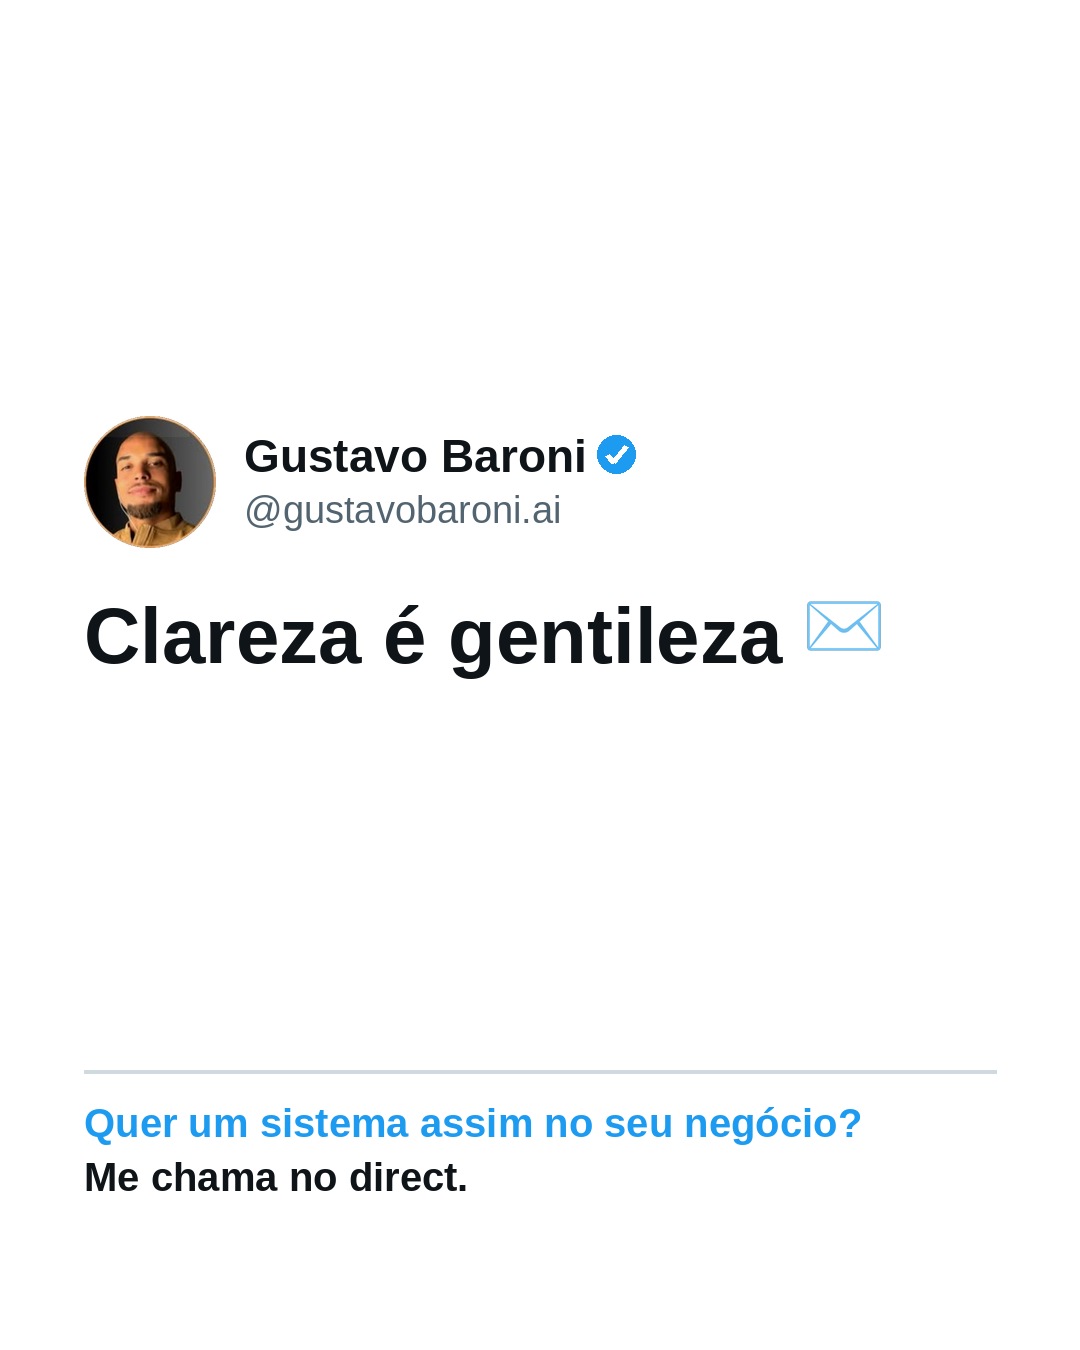 Gustavo Baroni
@gustavobaroni.ai
Clareza é gentileza ✉️
Quer um sistema assim no seu negócio?
Me chama no direct.